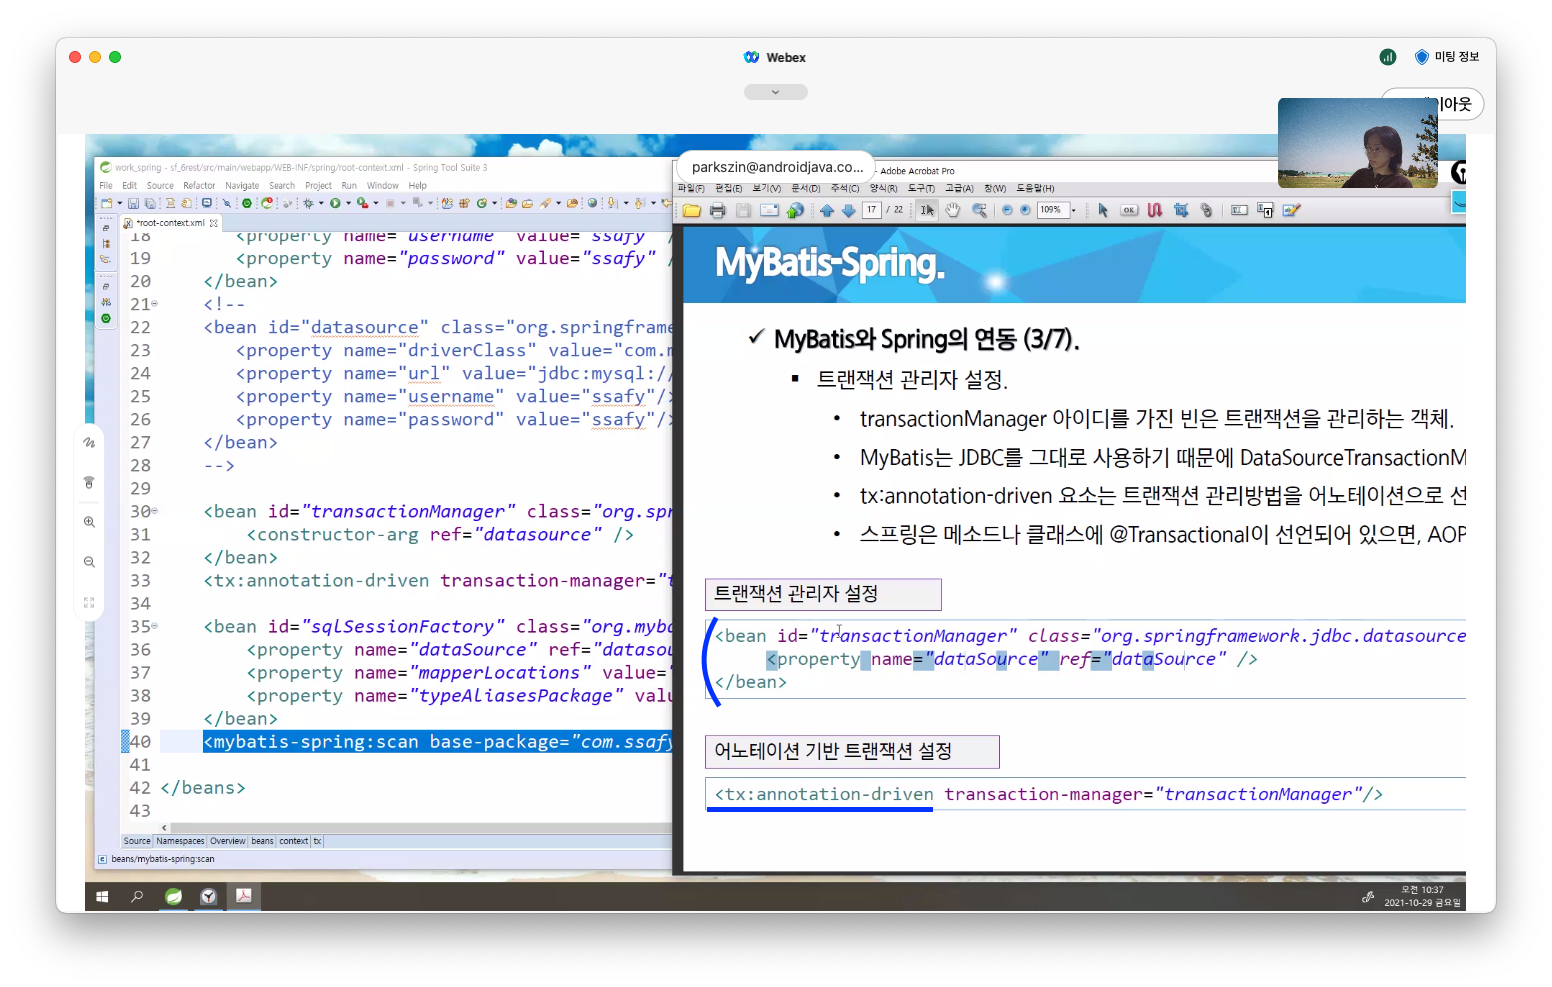 Webex
미팅 정보
이아웃
work_spring - sf_6rest/src/main/webapp/WEB-INF/spring/root-context.xml - Spring Tool Suite 3
File Edit Source Refactor Navigate Search Project Run Window Help
*root-context.xml
18 <property name="username" value="ssafy" /
19 <property name="password" value="ssafy" /
20 </bean>
21 <!--
22 <bean id="datasource" class="org.springframe
23 <property name="driverClass" value="com.m
24 <property name="url" value="jdbc:mysql://
25 <property name="username" value="ssafy"/>
26 <property name="password" value="ssafy"/>
27 </bean>
28 -->
29
30 <bean id="transactionManager" class="org.spr
31 <constructor-arg ref="datasource" />
32 </bean>
33 <tx:annotation-driven transaction-manager="t
34
35 <bean id="sqlSessionFactory" class="org.myba
36 <property name="dataSource" ref="datasou
37 <property name="mapperLocations" value="
38 <property name="typeAliasesPackage" valu
39 </bean>
40 <mybatis-spring:scan base-package="com.ssafy
41
42 </beans>
43
Source Namespaces Overview beans context tx
beans/mybatis-spring:scan
parkszin@androidjava.co...
- Adobe Acrobat Pro
파일(F) 편집(E) 보기(V) 문서(D) 주석(C) 양식(R) 도구(T) 고급(A) 창(W) 도움말(H)
17 / 22 OK 109%
MyBatis-Spring.
✓ MyBatis와 Spring의 연동 (3/7).
▪ 트랜잭션 관리자 설정.
• transactionManager 아이디를 가진 빈은 트랜잭션을 관리하는 객체.
• MyBatis는 JDBC를 그대로 사용하기 때문에 DataSourceTransactionM
• tx:annotation-driven 요소는 트랜잭션 관리방법을 어노테이션으로 선
• 스프링은 메소드나 클래스에 @Transactional이 선언되어 있으면, AOP
트랜잭션 관리자 설정
<bean id="transactionManager" class="org.springframework.jdbc.datasource
<property name="dataSource" ref="dataSource" />
</bean>
어노테이션 기반 트랜잭션 설정
<tx:annotation-driven transaction-manager="transactionManager"/>
오전 10:37
2021-10-29 금요일